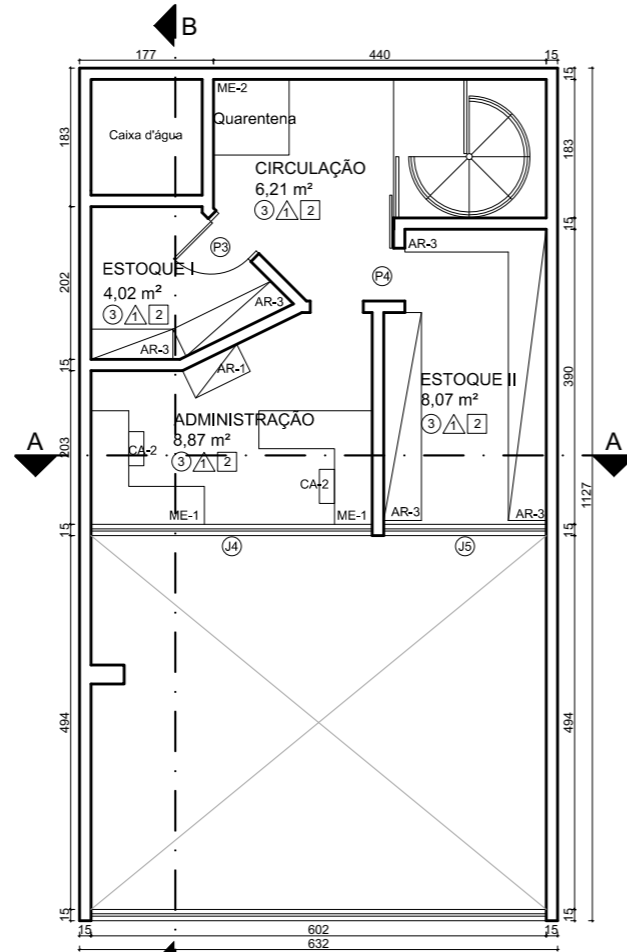 B
177
440
15
15
183
Caixa d'água
ME-2
Quarentena
CIRCULAÇÃO
6,21 m²
3 1 2
183
15
P3
AR-3
P4
202
ESTOQUE I
4,02 m²
3 1 2
AR-3
AR-3
15
AR-1
ESTOQUE II
8,07 m²
3 1 2
390
ADMINISTRAÇÃO
8,87 m²
3 1 2
A
203
A
CA-2
CA-2
1127
ME-1
ME-1
AR-3
AR-3
15
15
J4
J5
494
494
15
15
15
602
15
632